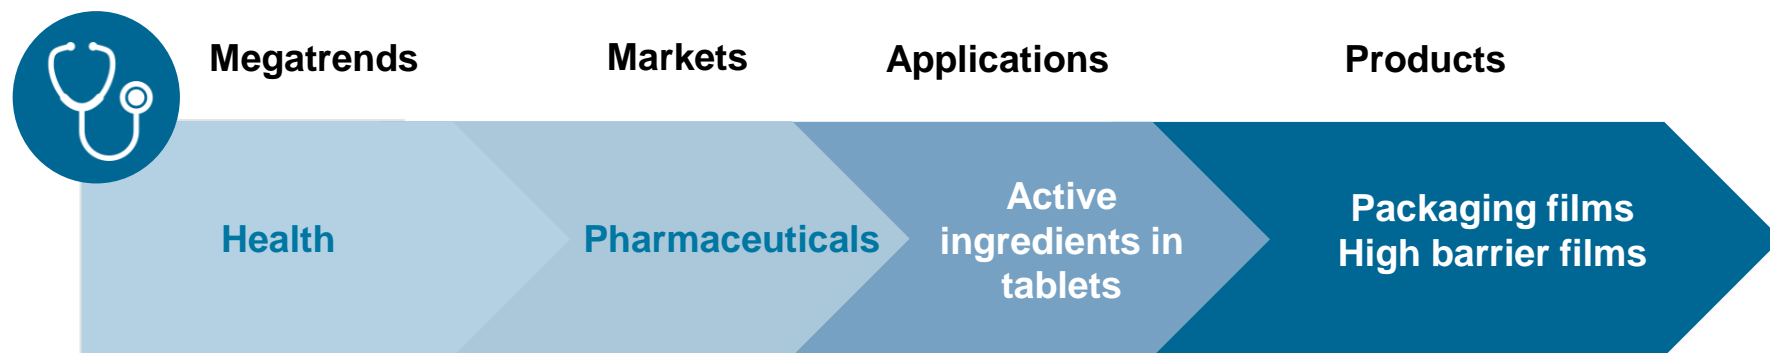 Megatrends
Markets
Applications
Products
Health
Pharmaceuticals
Active
ingredients in
tablets
Packaging films
High barrier films